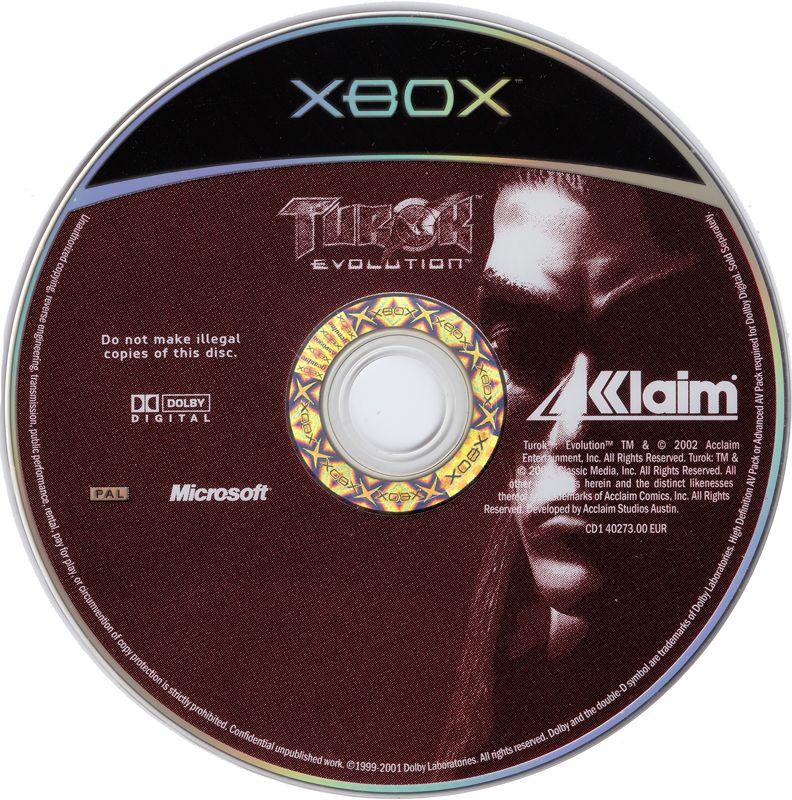 XBOX™
TUROK™
EVOLUTION™
Do not make illegal
copies of this disc.
DOLBY
DIGITAL
PAL
Microsoft®
XBOX
AKKlaim®
Turok™: Evolution™ TM & © 2002 Acclaim
Entertainment, Inc. All Rights Reserved. Turok: TM &
© Classic Media, Inc. All Rights Reserved. All
other herein and the distinct likenesses
thereof of Acclaim Comics, Inc. All Rights
Reserved. Developed by Acclaim Studios Austin.
CD1 40273.00 EUR
Unauthorized copying, reverse engineering, transmission, public performance, rental, pay for play, or circumvention of copy protection is strictly prohibited. Confidential unpublished work. ©1999-2001 Dolby Laboratories. All rights reserved. Dolby and the double-D symbol are trademarks of Dolby Laboratories. High Definition AV Pack or Advanced AV Pack required for Dolby Digital. Sold Separately.